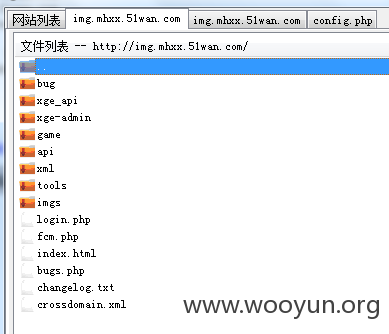 网站列表 img.mhxx.51wan.com img.mhxx.51wan.com config.php
文件列表 -- http://img.mhxx.51wan.com/
..
bug
xge_api
xge-admin
game
api
xml
tools
imgs
login.php
fcm.php
index.html
bugs.php
changelog.txt
crossdomain.xml
www.wooyun.org